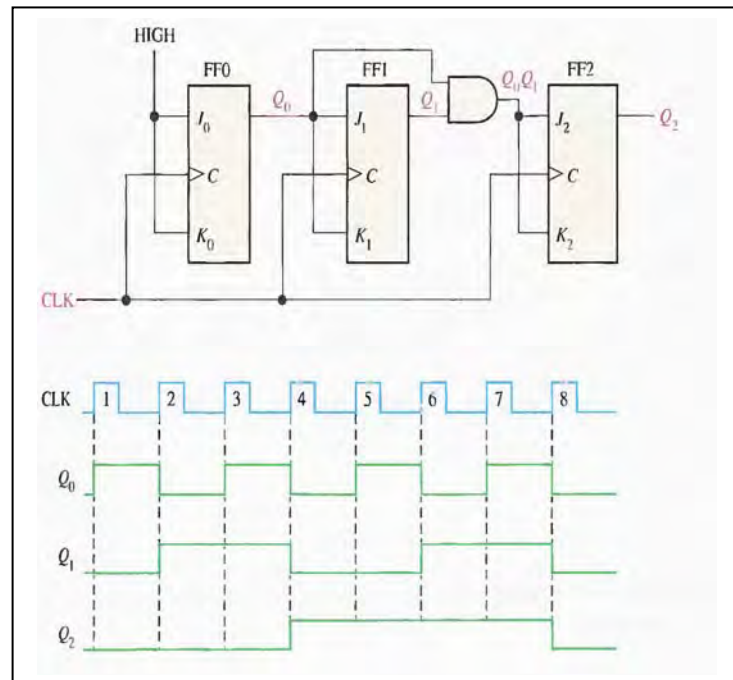 HIGH
FF0 FF1 FF2
Q0 Q0Q1
J0 J1 Q1 J2 Q2
C C C
K0 K1 K2
CLK
CLK 1 2 3 4 5 6 7 8
Q0
Q1
Q2